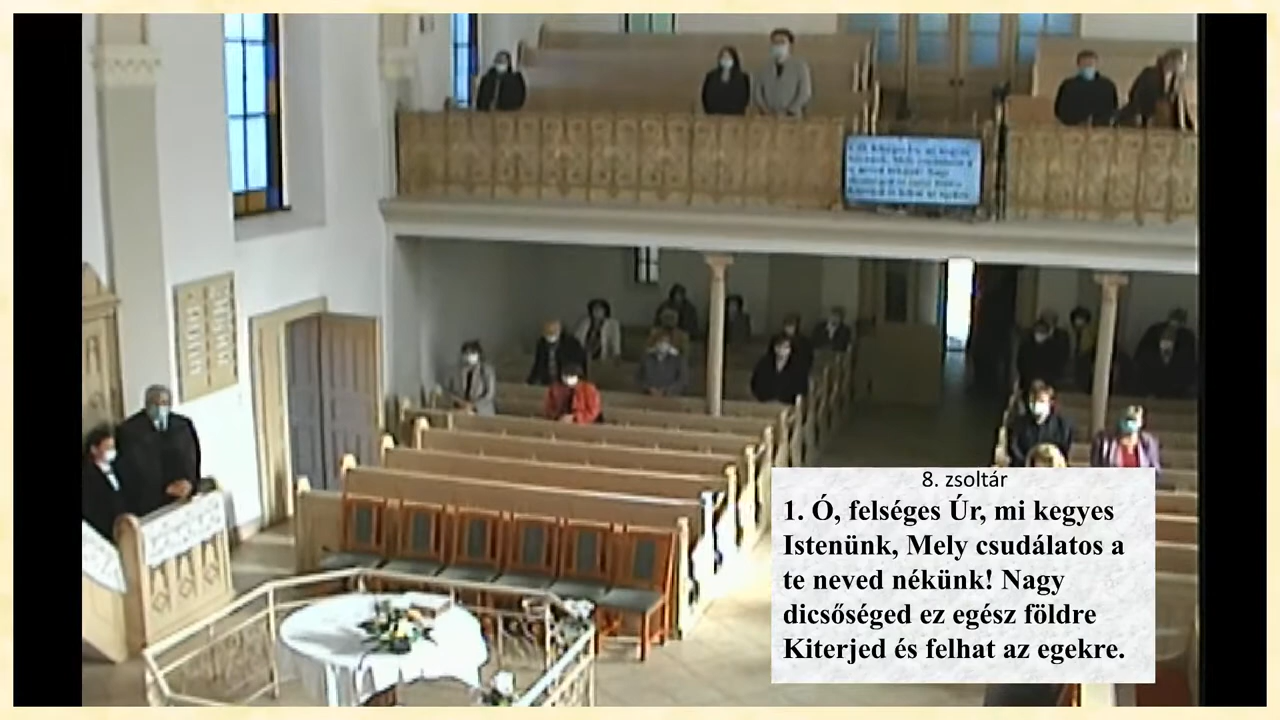 8. zsoltár
1. Ó, felséges Úr, mi kegyes
Istenünk, Mely csudálatos a
te neved nékünk! Nagy
dicsőséged ez egész földre
Kiterjed és felhat az egekre.